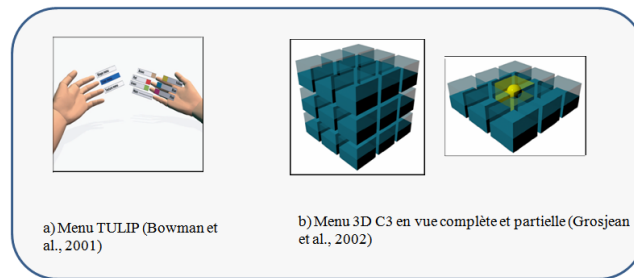 a) Menu TULIP (Bowman et
al., 2001)
b) Menu 3D C3 en vue complète et partielle (Grosjean
et al., 2002)